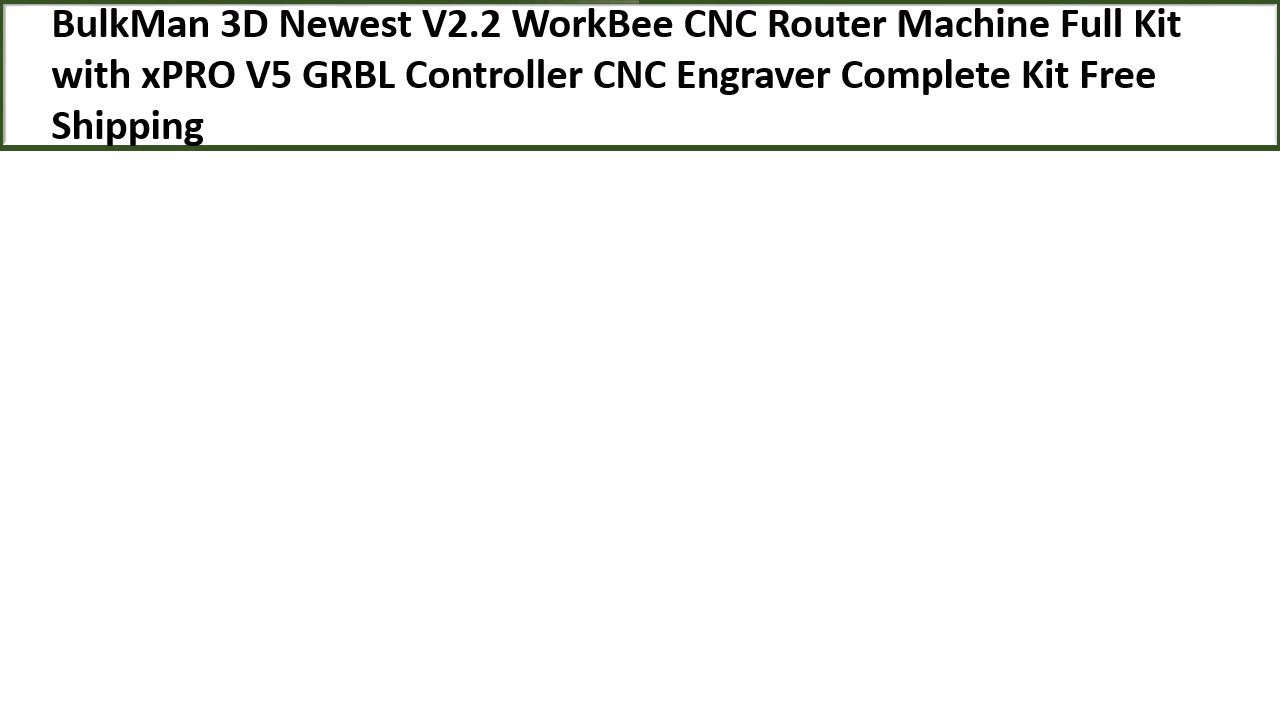 BulkMan 3D Newest V2.2 WorkBee CNC Router Machine Full Kit
with xPRO V5 GRBL Controller CNC Engraver Complete Kit Free
Shipping